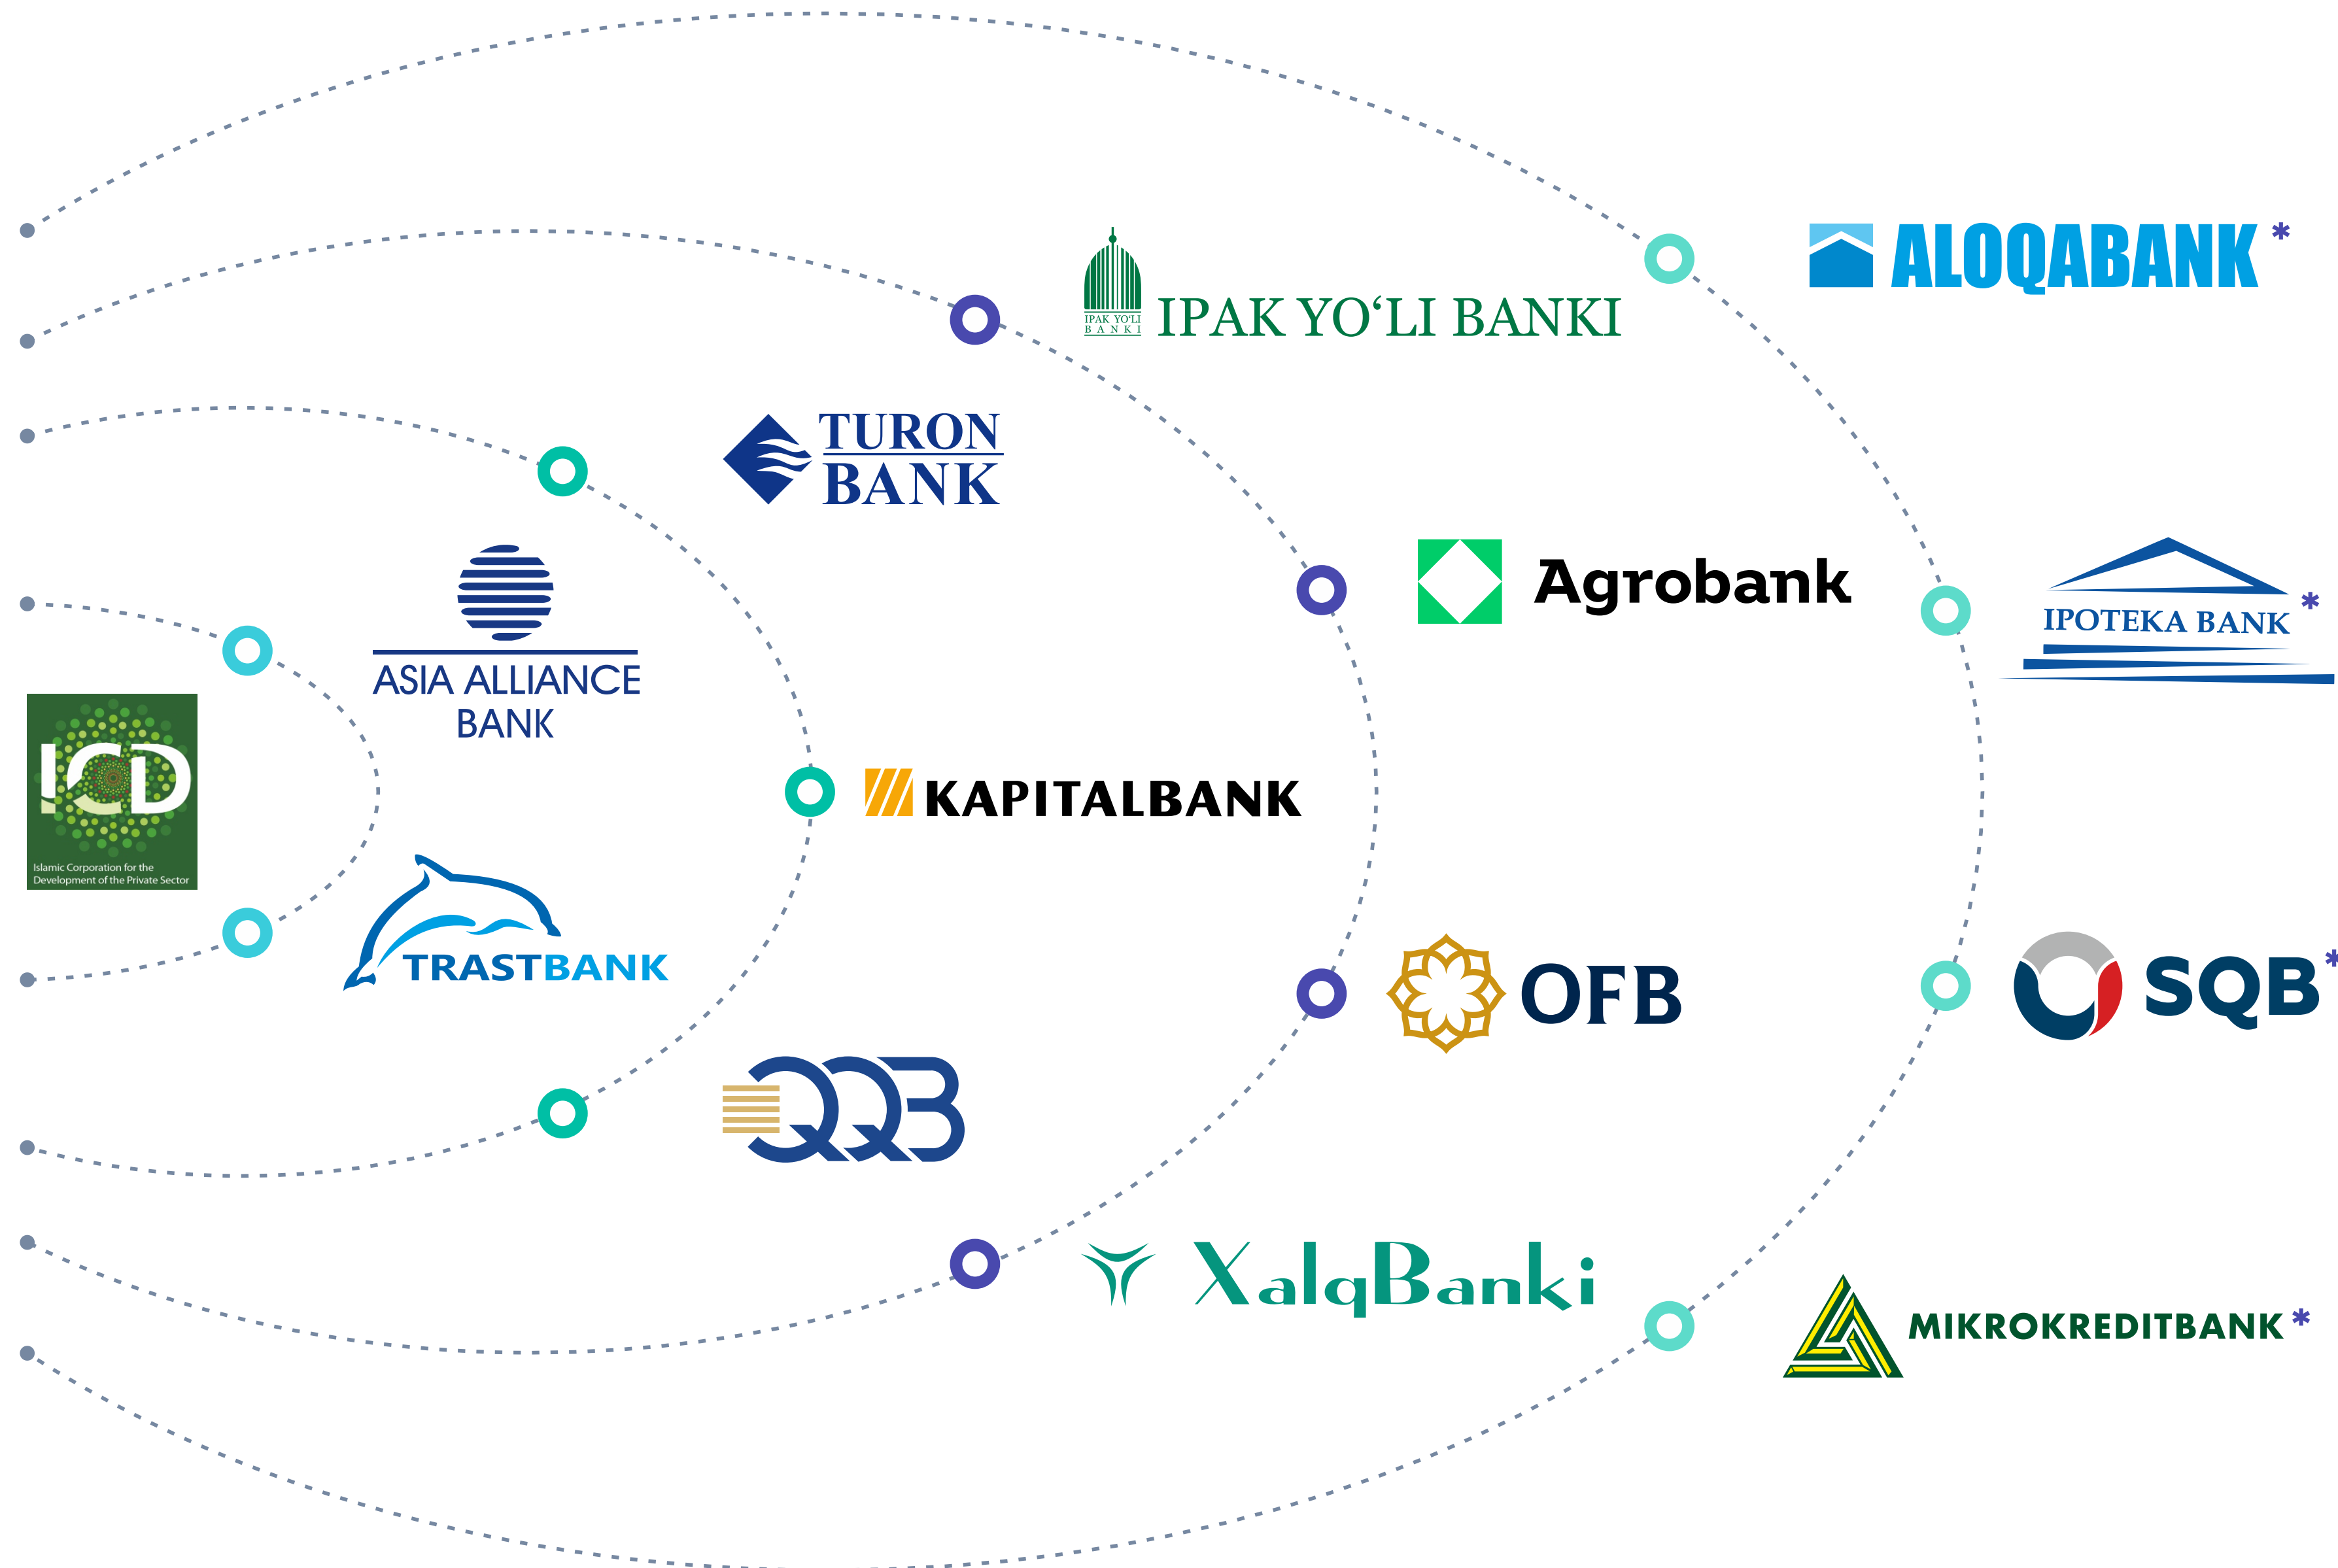 ALOQABANK*
IPAK YO‘LI
BANKI
IPAK YO‘LI BANKI
TURON
BANK
Agrobank
IPOTEKA BANK*
ASIA ALLIANCE
BANK
ICD
Islamic Corporation for the
Development of the Private Sector
KAPITALBANK
TRASTBANK
OFB
SQB*
QQB
XalqBanki
MIKROKREDITBANK*